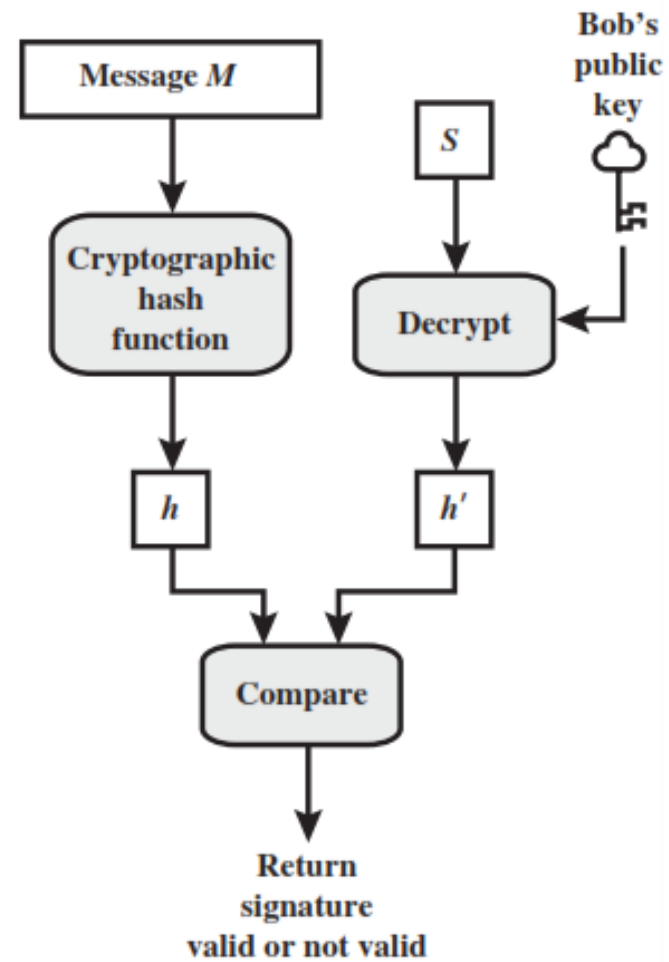 Message M
Bob's
public
key
S
Cryptographic
hash
function
Decrypt
h
h′
Compare
Return
signature
valid or not valid